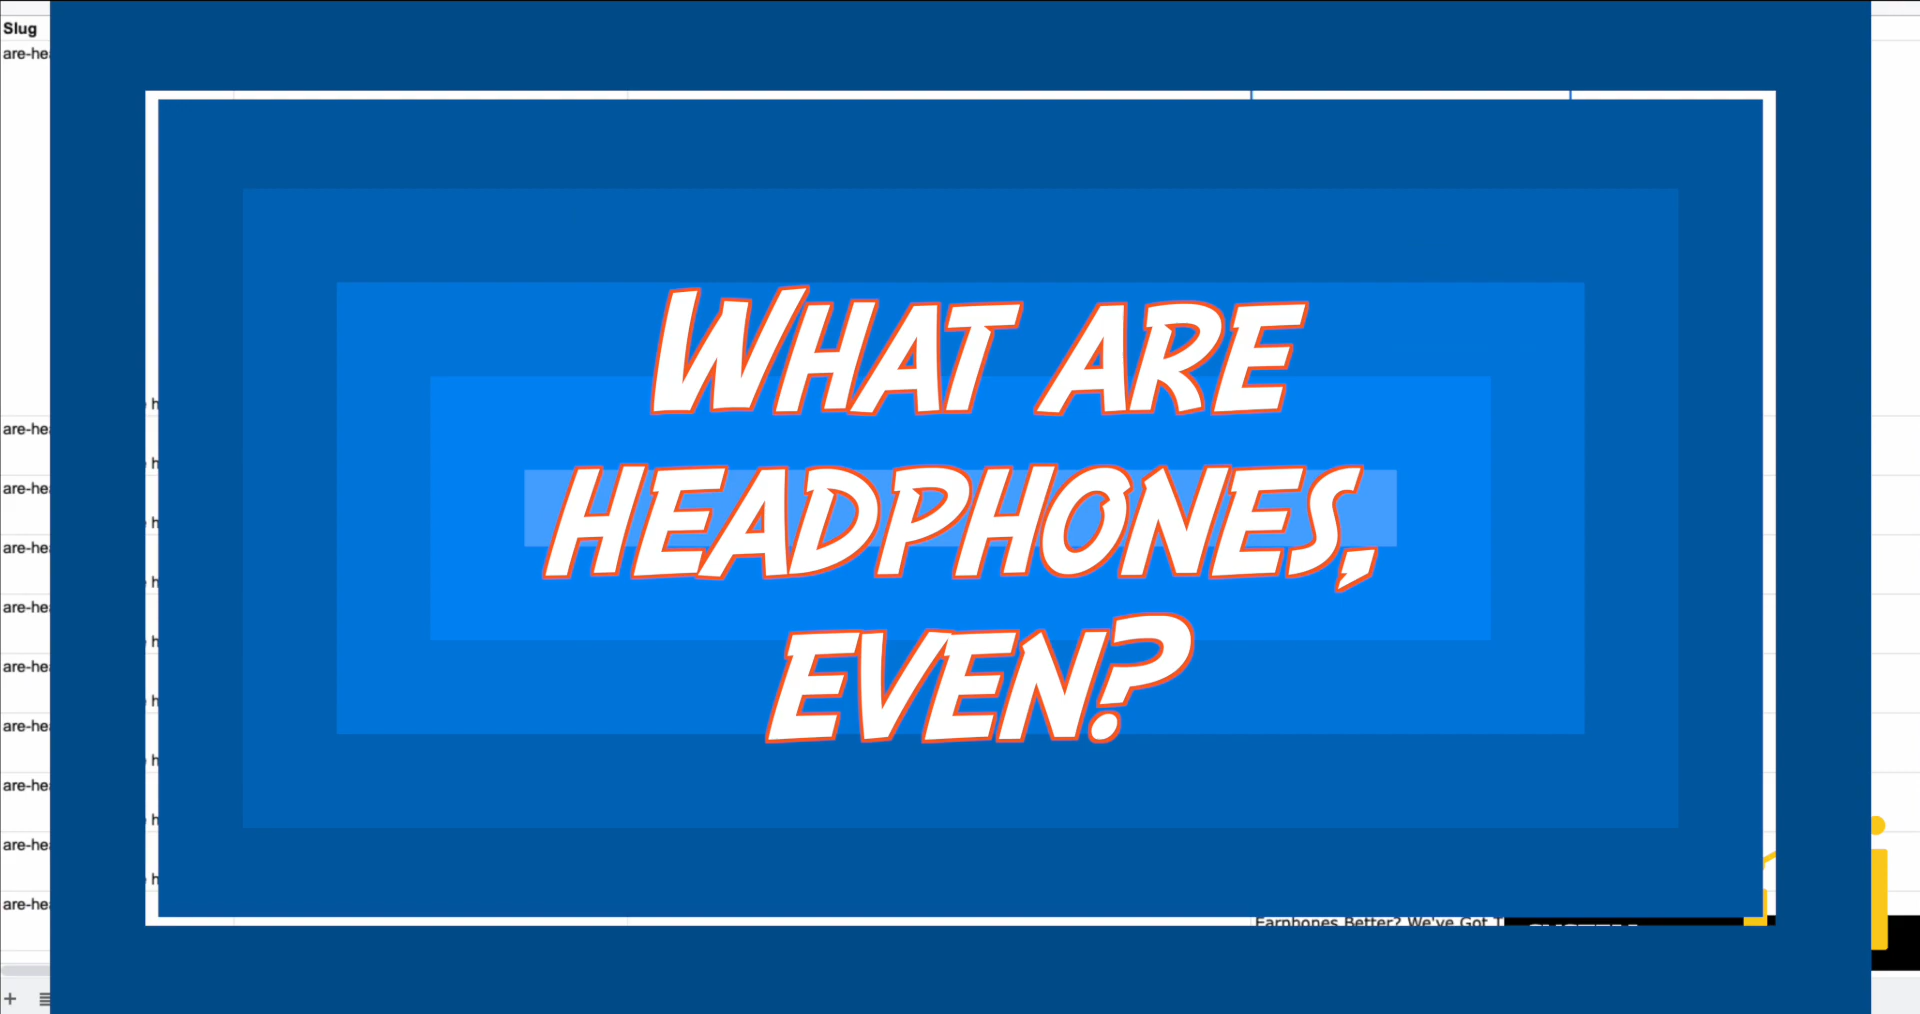 Slug
are-he
WHAT ARE
HEADPHONES,
EVEN?
h
are-he
h
are-he
h
are-he
h
are-he
h
are-he
h
are-he
h
are-he
h
are-he
h
are-he
Earphones Better? We've Got T
SYSTEM